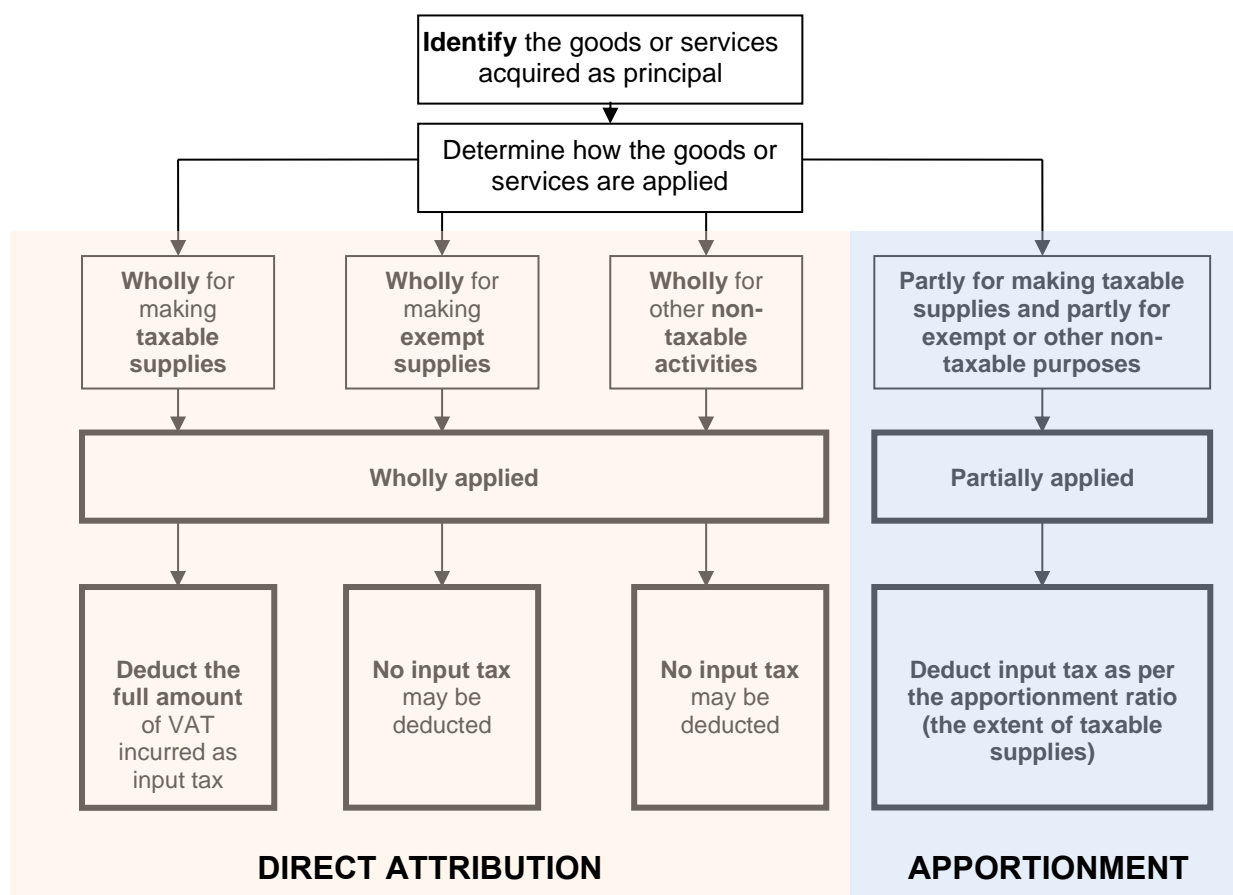 Identify the goods or services
acquired as principal
Determine how the goods or
services are applied
Wholly for
making
taxable
supplies
Wholly for
making
exempt
supplies
Wholly for
other non-
taxable
activities
Partly for making taxable
supplies and partly for
exempt or other non-
taxable purposes
Wholly applied
Partially applied
Deduct the
full amount
of VAT
incurred as
input tax
No input tax
may be
deducted
No input tax
may be
deducted
Deduct input tax as per
the apportionment ratio
(the extent of taxable
supplies)
DIRECT ATTRIBUTION
APPORTIONMENT